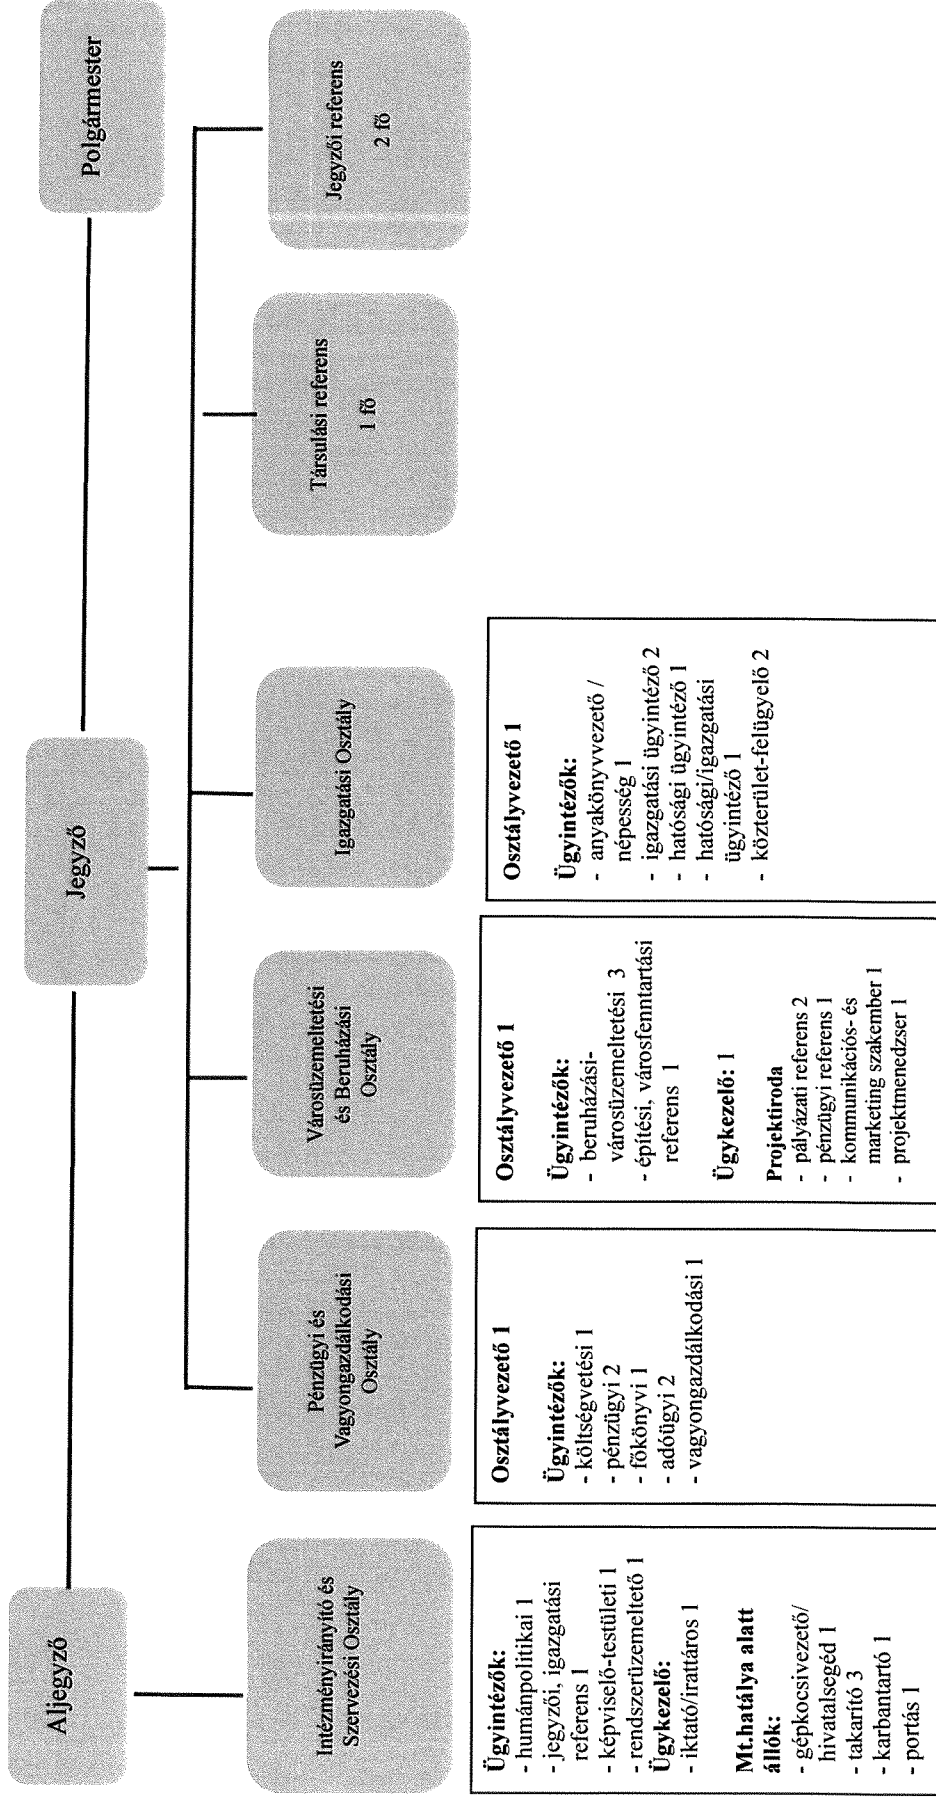 Aljegyző
Jegyző
Polgármester
Intézményirányító és
Szervezési Osztály
Pénzügyi és
Vagyongazdálkodási
Osztály
Városüzemeltetési
és Beruházási
Osztály
Igazgatási Osztály
Társulási referens
1 fő
Jegyzői referens
2 fő
Ügyintézők:
- humánpolitikai 1
- jegyzői, igazgatási
referens 1
- képviselő-testületi 1
- rendszerüzemeltető 1
Ügykezelő:
- iktató/irattáros 1
Mt.hatálya alatt
állók:
- gépkocsivezető/
hivatalsegéd 1
- takarító 3
- karbantartó 1
- portás 1
Osztályvezető 1
Ügyintézők:
- költségvetési 1
- pénzügyi 2
- főkönyvi 1
- adóügyi 2
- vagyongazdálkodási 1
Osztályvezető 1
Ügyintézők:
- beruházási-
városüzemeltetési 3
- építési, városfenntartási
referens 1
Ügykezelő: 1
Projektiroda
- pályázati referens 2
- pénzügyi referens 1
- kommunikációs- és
marketing szakember 1
- projektmenedzser 1
Osztályvezető 1
Ügyintézők:
- anyakönyvvezető /
népesség 1
- igazgatási ügyintéző 2
- hatósági ügyintéző 1
- hatósági/igazgatási
ügyintéző 1
- közterület-felügyelő 2